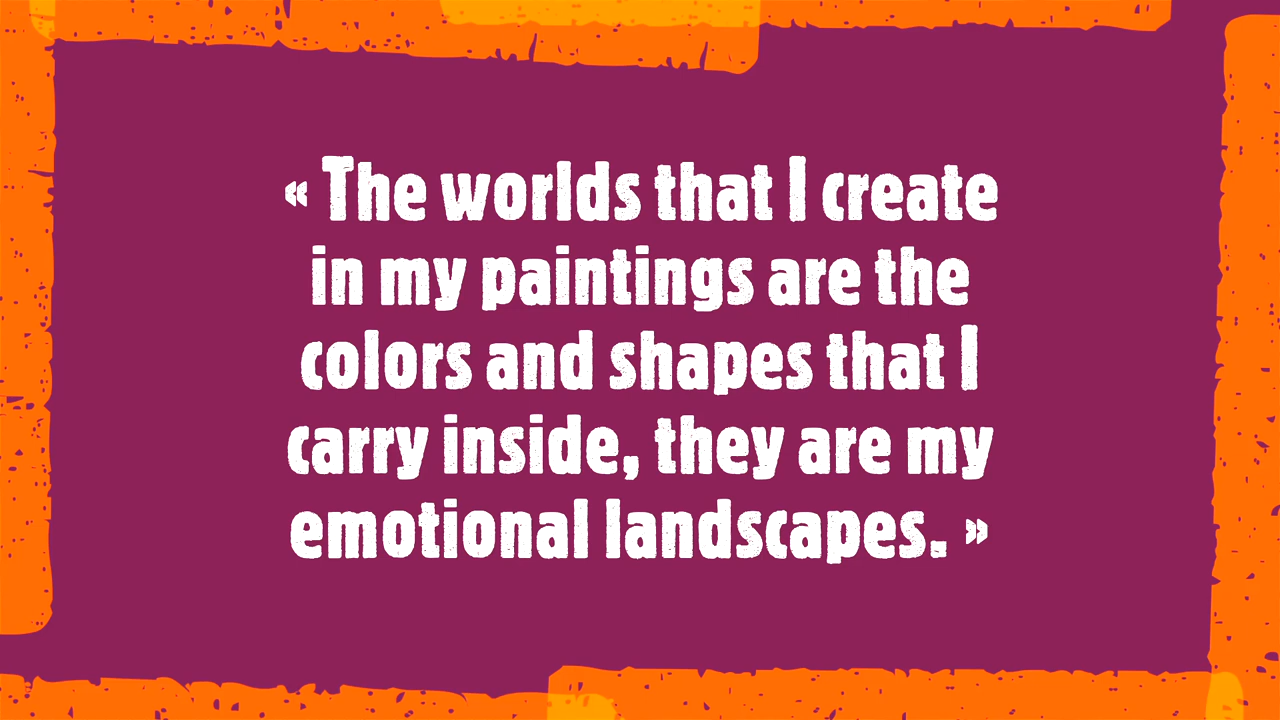 « The worlds that I create
in my paintings are the
colors and shapes that I
carry inside, they are my
emotional landscapes. »